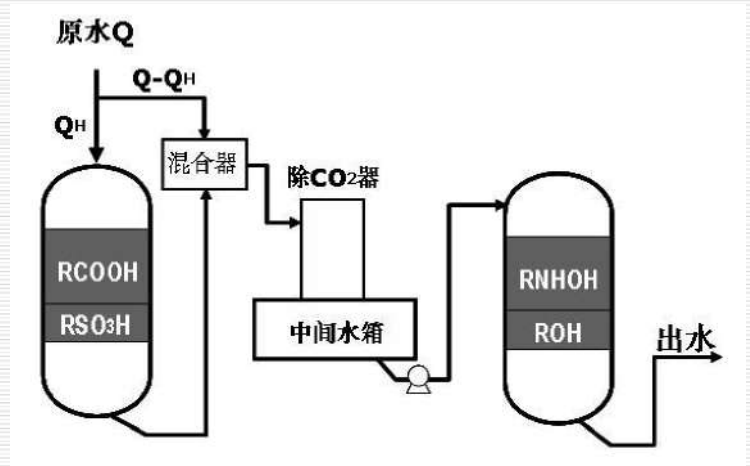 原水Q
Q-QH
QH
混合器
除CO2器
RCOOH
RSO3H
中间水箱
RNHOH
ROH
出水